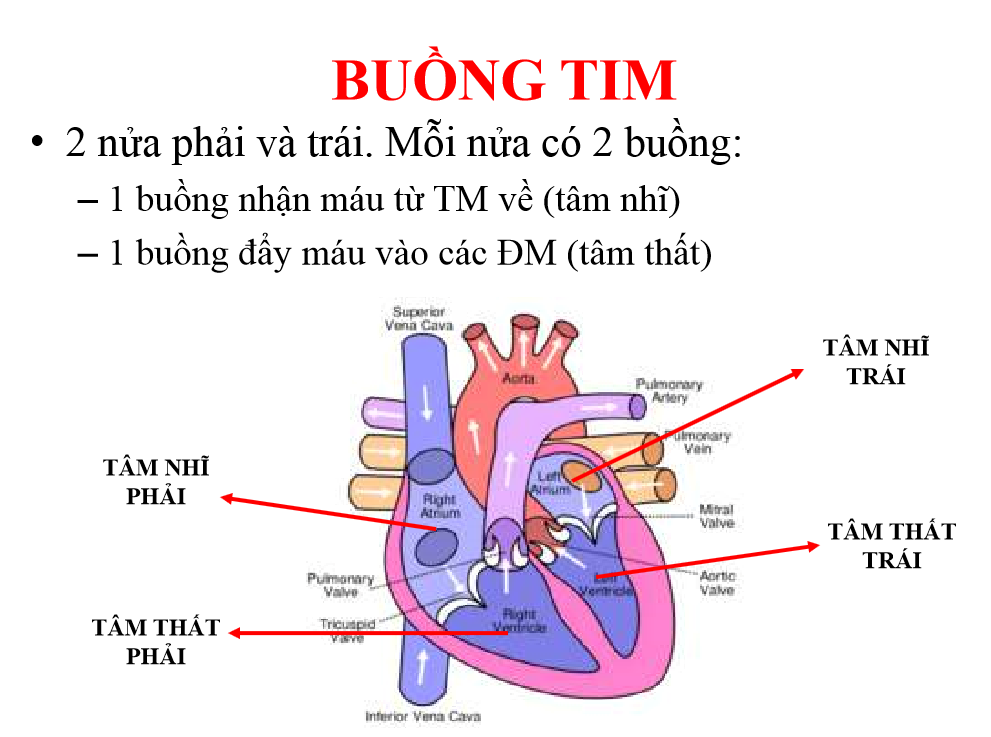 BUỒNG TIM
• 2 nửa phải và trái. Mỗi nửa có 2 buồng:
– 1 buồng nhận máu từ TM về (tâm nhĩ)
– 1 buồng đẩy máu vào các ĐM (tâm thất)
Superior
Vena Cava
Aorta
Pulmonary
Artery
Pulmonary
Vein
TÂM NHĨ
TRÁI
TÂM NHĨ
PHẢI
Right
Atrium
Left
Atrium
Mitral
Valve
TÂM THẤT
TRÁI
Pulmonary
Valve
Left
Ventricle
Aortic
Valve
Tricuspid
Valve
Right
Ventricle
TÂM THẤT
PHẢI
Inferior Vena Cava